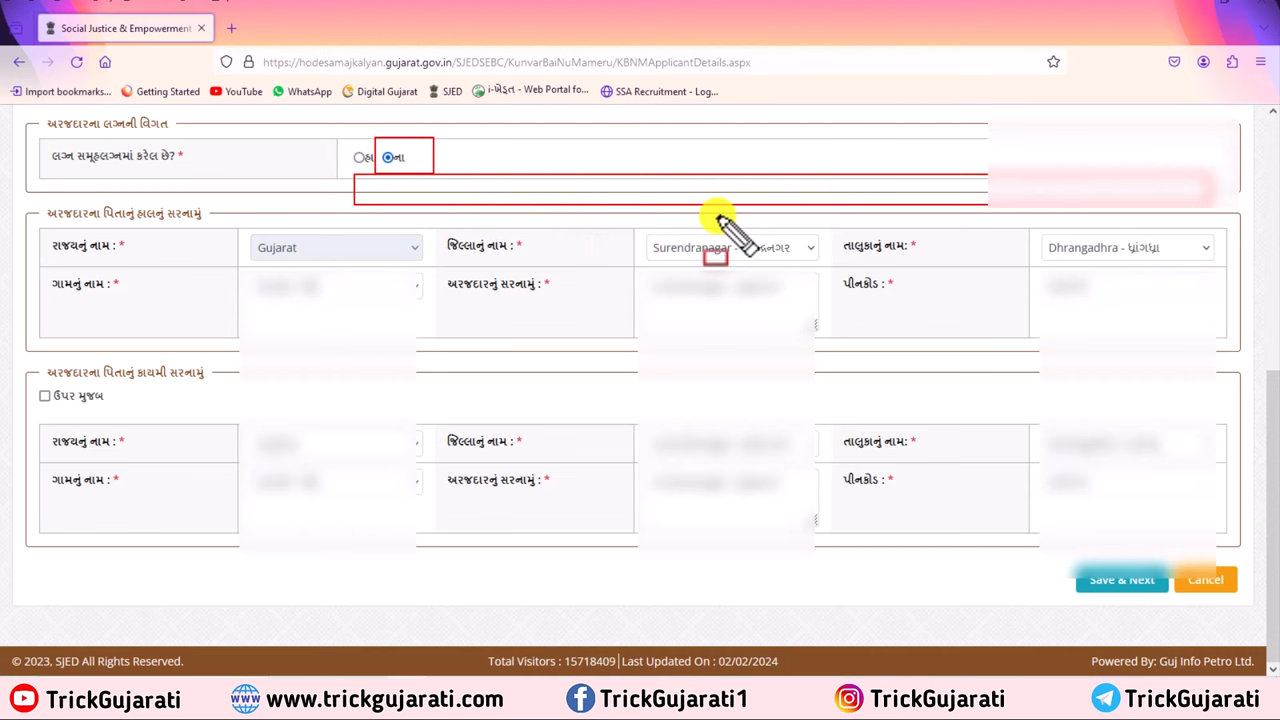 Social Justice & Empowerment
https://hodesamajkalyan.gujarat.gov.in/SJEDSEBC/KunvarBaiNuMameru/KBNMApplicantDetails.aspx
Import bookmarks... Getting Started YouTube WhatsApp Digital Gujarat SJED i-ખેડૂત - Web Portal fo... SSA Recruitment - Log...
અરજદારના લગ્નની વિગત
લગ્ન સમૂહલગ્નમાં કરેલ છે? * હા ના
અરજદારના પિતાનું હાલનું સરનામું
રાજ્યનું નામ : * Gujarat જિલ્લાનું નામ : * Surendranagar - તાલુકાનું નામ: * Dhrangadhra - ધ્રાંગધ્રા
ગામનું નામ : * અરજદારનું સરનામું : * પીનકોડ : *
અરજદારના પિતાનું કાયમી સરનામું
ઉપર મુજબ
રાજ્યનું નામ : * જિલ્લાનું નામ : * તાલુકાનું નામ: *
ગામનું નામ : * અરજદારનું સરનામું : * પીનકોડ : *
Save & Next Cancel
© 2023, SJED All Rights Reserved. Total Visitors : 15718409 Last Updated On : 02/02/2024 Powered By: Guj Info Petro Ltd.
TrickGujarati www.trickgujarati.com TrickGujarati1 TrickGujarati TrickGujarati